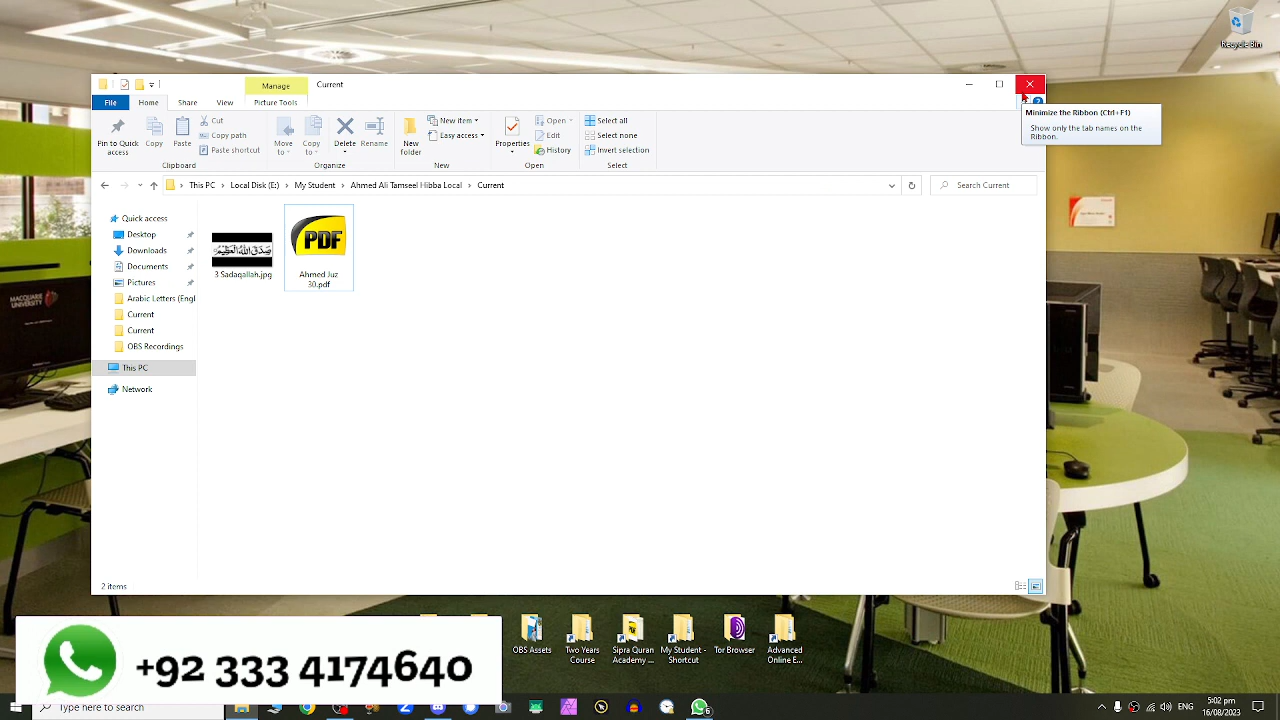 Recycle Bin
Manage
Current
File
Home
Share
View
Picture Tools
Minimize the Ribbon (Ctrl+F1)
Show only the tab names on the
Ribbon.
Pin to Quick
access
Copy
Paste
Cut
Copy path
Paste shortcut
Clipboard
Move
to
Copy
to
Delete
Rename
Organize
New
folder
New item
Easy access
New
Properties
Open
Edit
History
Open
Select all
Select none
Invert selection
Select
This PC
Local Disk (E:)
My Student
Ahmed Ali Tamseel Hibba Local
Current
Search Current
Quick access
Desktop
Downloads
Documents
Pictures
Arabic Letters (Engl
Current
Current
OBS Recordings
This PC
Network
صدق الله العظيم
3 Sadaqallah.jpg
PDF
Ahmed Juz
30.pdf
MACQUARIE
UNIVERSITY
2 items
OBS Assets
Two Years
Course
Sipra Quran
Academy ...
My Student -
Shortcut
Tor Browser
Advanced
Online E...
+92 333 4174640
Type here to search
5:02 pm
16/08/2023